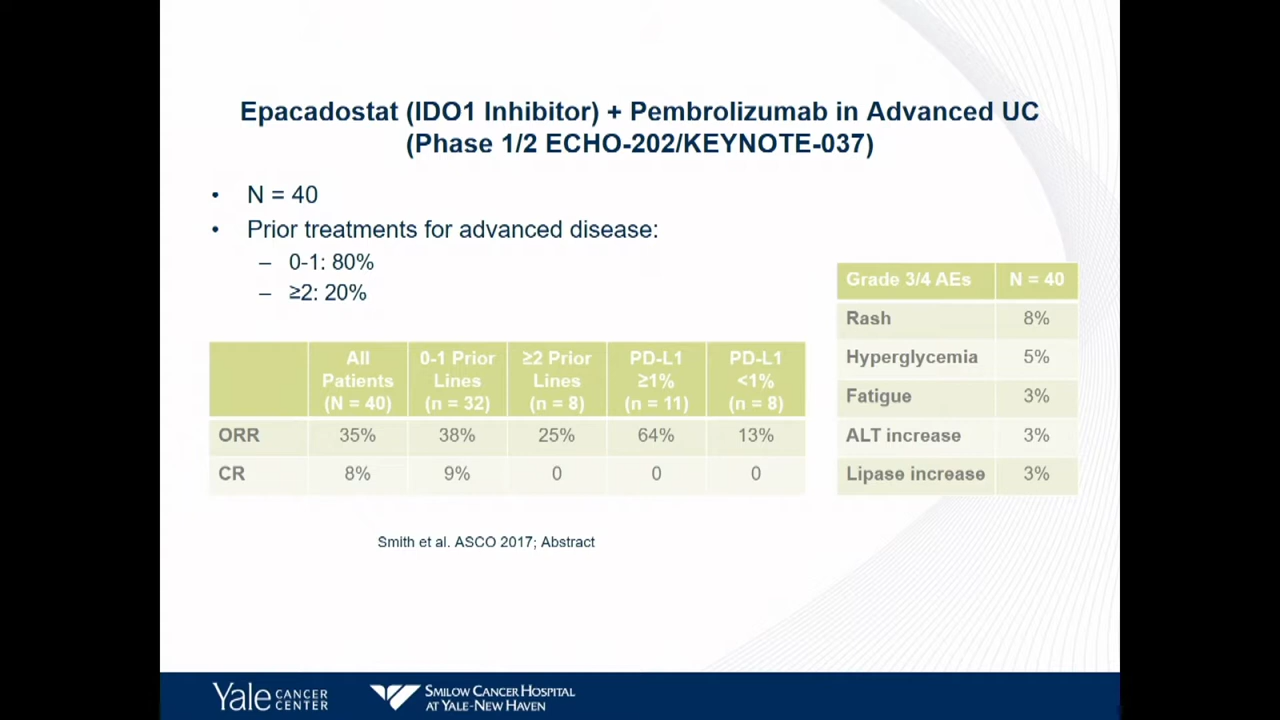 Epacadostat (IDO1 Inhibitor) + Pembrolizumab in Advanced UC
(Phase 1/2 ECHO-202/KEYNOTE-037)
• N = 40
• Prior treatments for advanced disease:
– 0-1: 80%
– ≥2: 20%
All Patients (N = 40) 0-1 Prior Lines (n = 32) ≥2 Prior Lines (n = 8) PD-L1 ≥1% (n = 11) PD-L1 <1% (n = 8)
ORR 35% 38% 25% 64% 13%
CR 8% 9% 0 0 0
Grade 3/4 AEs N = 40
Rash 8%
Hyperglycemia 5%
Fatigue 3%
ALT increase 3%
Lipase increase 3%
Smith et al. ASCO 2017; Abstract
Yale CANCER CENTER
SMILOW CANCER HOSPITAL
AT YALE-NEW HAVEN